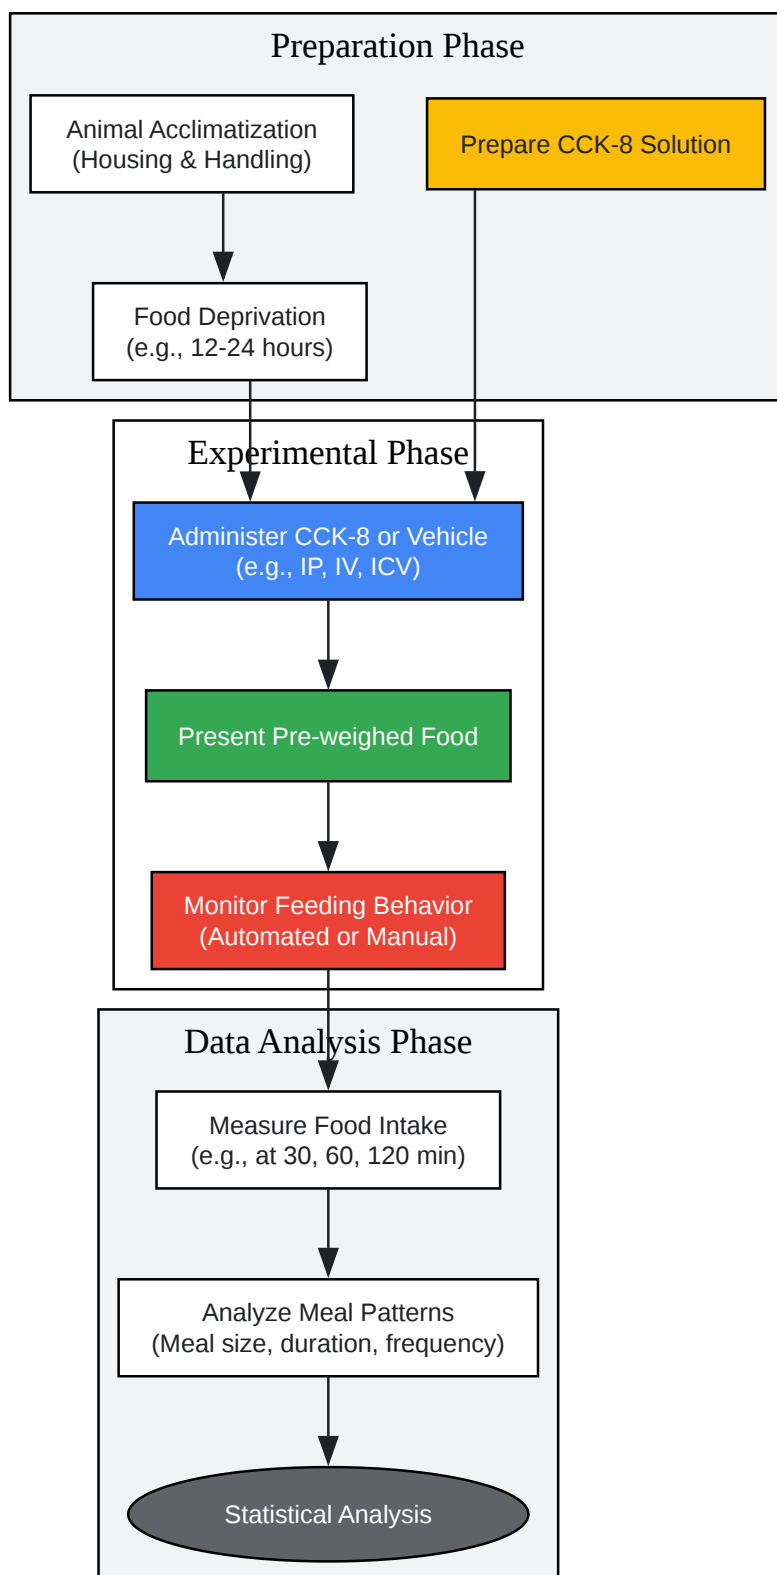 Preparation Phase
Animal Acclimatization
(Housing & Handling)
Prepare CCK-8 Solution
Food Deprivation
(e.g., 12-24 hours)
Experimental Phase
Administer CCK-8 or Vehicle
(e.g., IP, IV, ICV)
Present Pre-weighed Food
Monitor Feeding Behavior
(Automated or Manual)
Data Analysis Phase
Measure Food Intake
(e.g., at 30, 60, 120 min)
Analyze Meal Patterns
(Meal size, duration, frequency)
Statistical Analysis